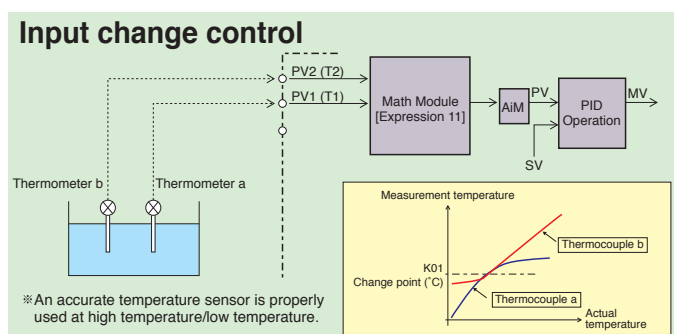 Input change control
PV2 (T2)
PV1 (T1)
Math Module
[Expression 11]
AiM
PV
SV
PID
Operation
MV
Thermometer b
Thermometer a
※An accurate temperature sensor is properly
used at high temperature/low temperature.
Measurement temperature
K01
Change point (˚C)
Thermocouple b
Thermocouple a
Actual
temperature